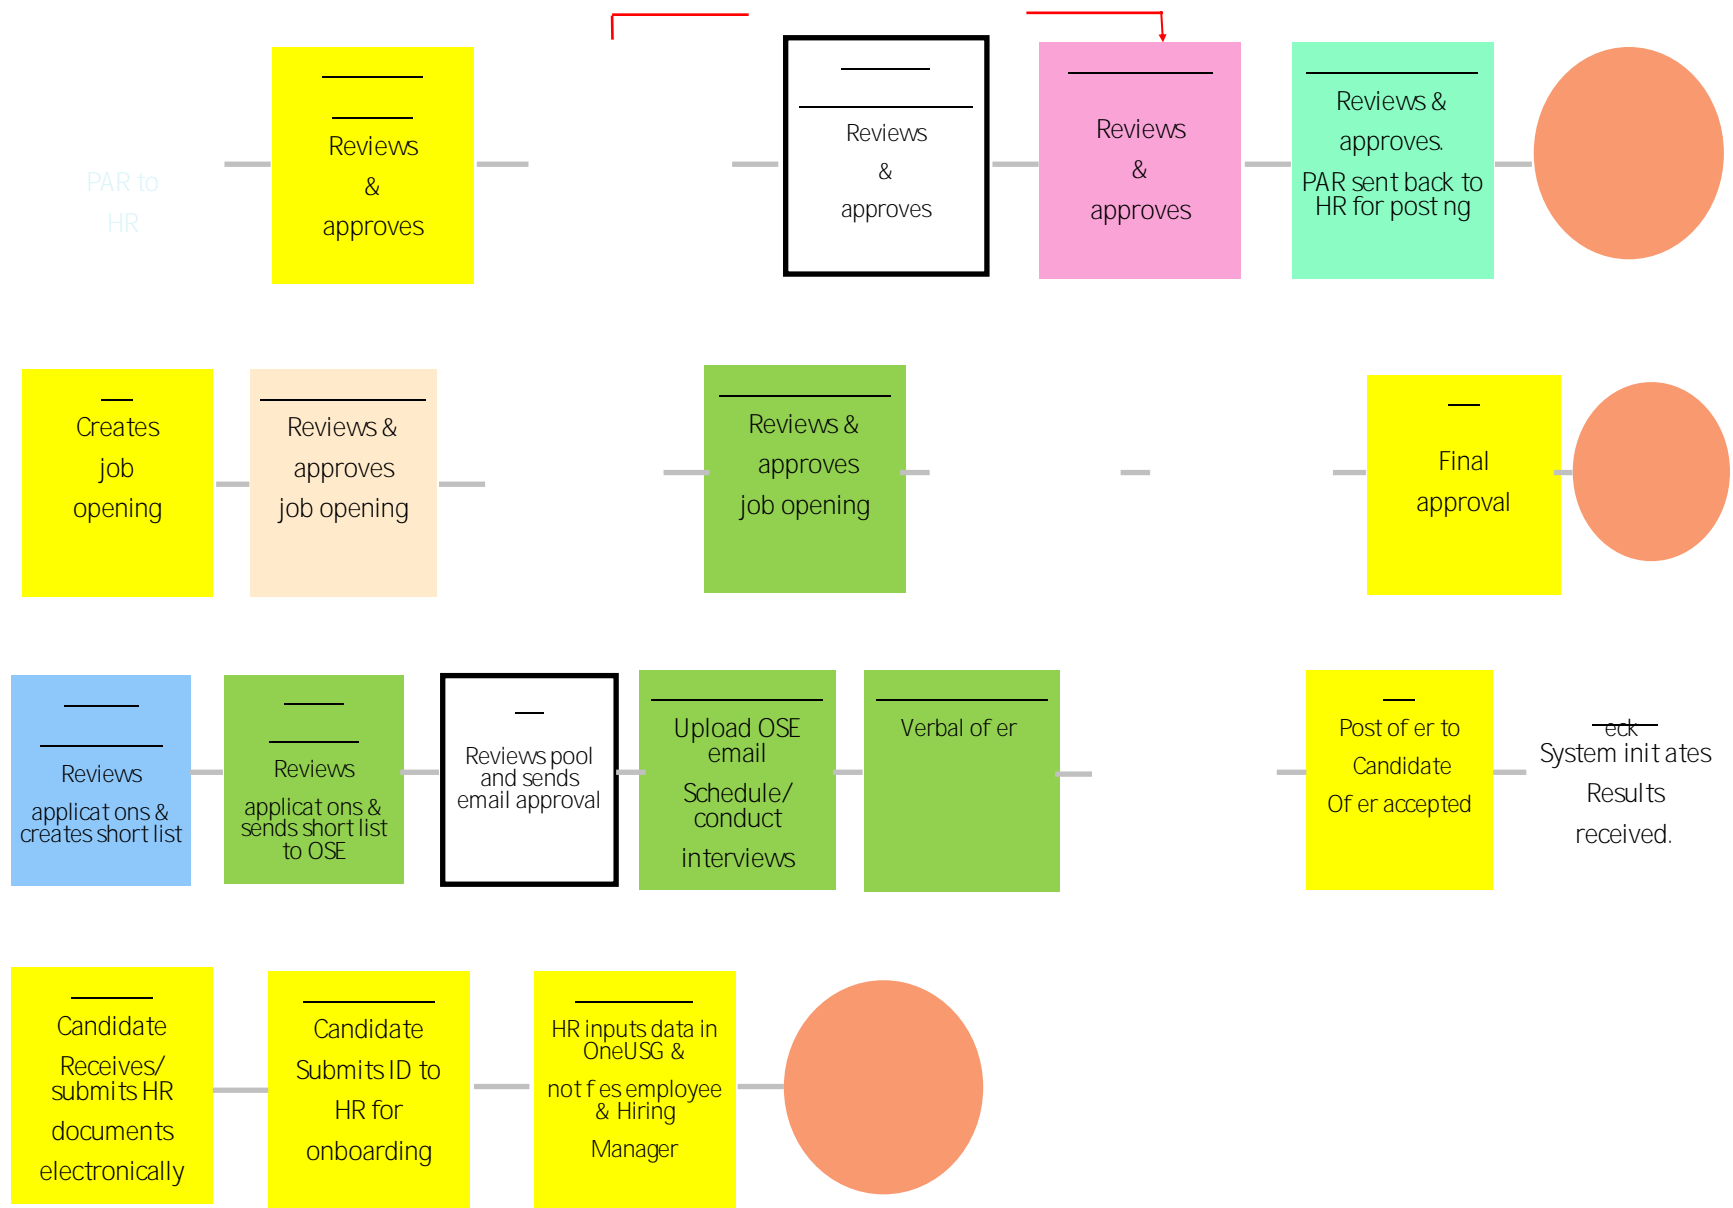 PAR to
HR
Reviews
&
approves
Reviews
&
approves
Reviews
&
approves
Reviews &
approves.
PAR sent back to
HR for post ng
Creates
job
opening
Reviews &
approves
job opening
Reviews &
approves
job opening
Final
approval
Reviews
applicat ons &
creates short list
Reviews
applicat ons &
sends short list
to OSE
Reviews pool
and sends
email approval
Upload OSE
email
Schedule/
conduct
interviews
Verbal of er
Post of er to
Candidate
Of er accepted
eck
System init ates
Results
received.
Candidate
Receives/
submits HR
documents
electronically
Candidate
Submits ID to
HR for
onboarding
HR inputs data in
OneUSG &
not f es employee
& Hiring
Manager